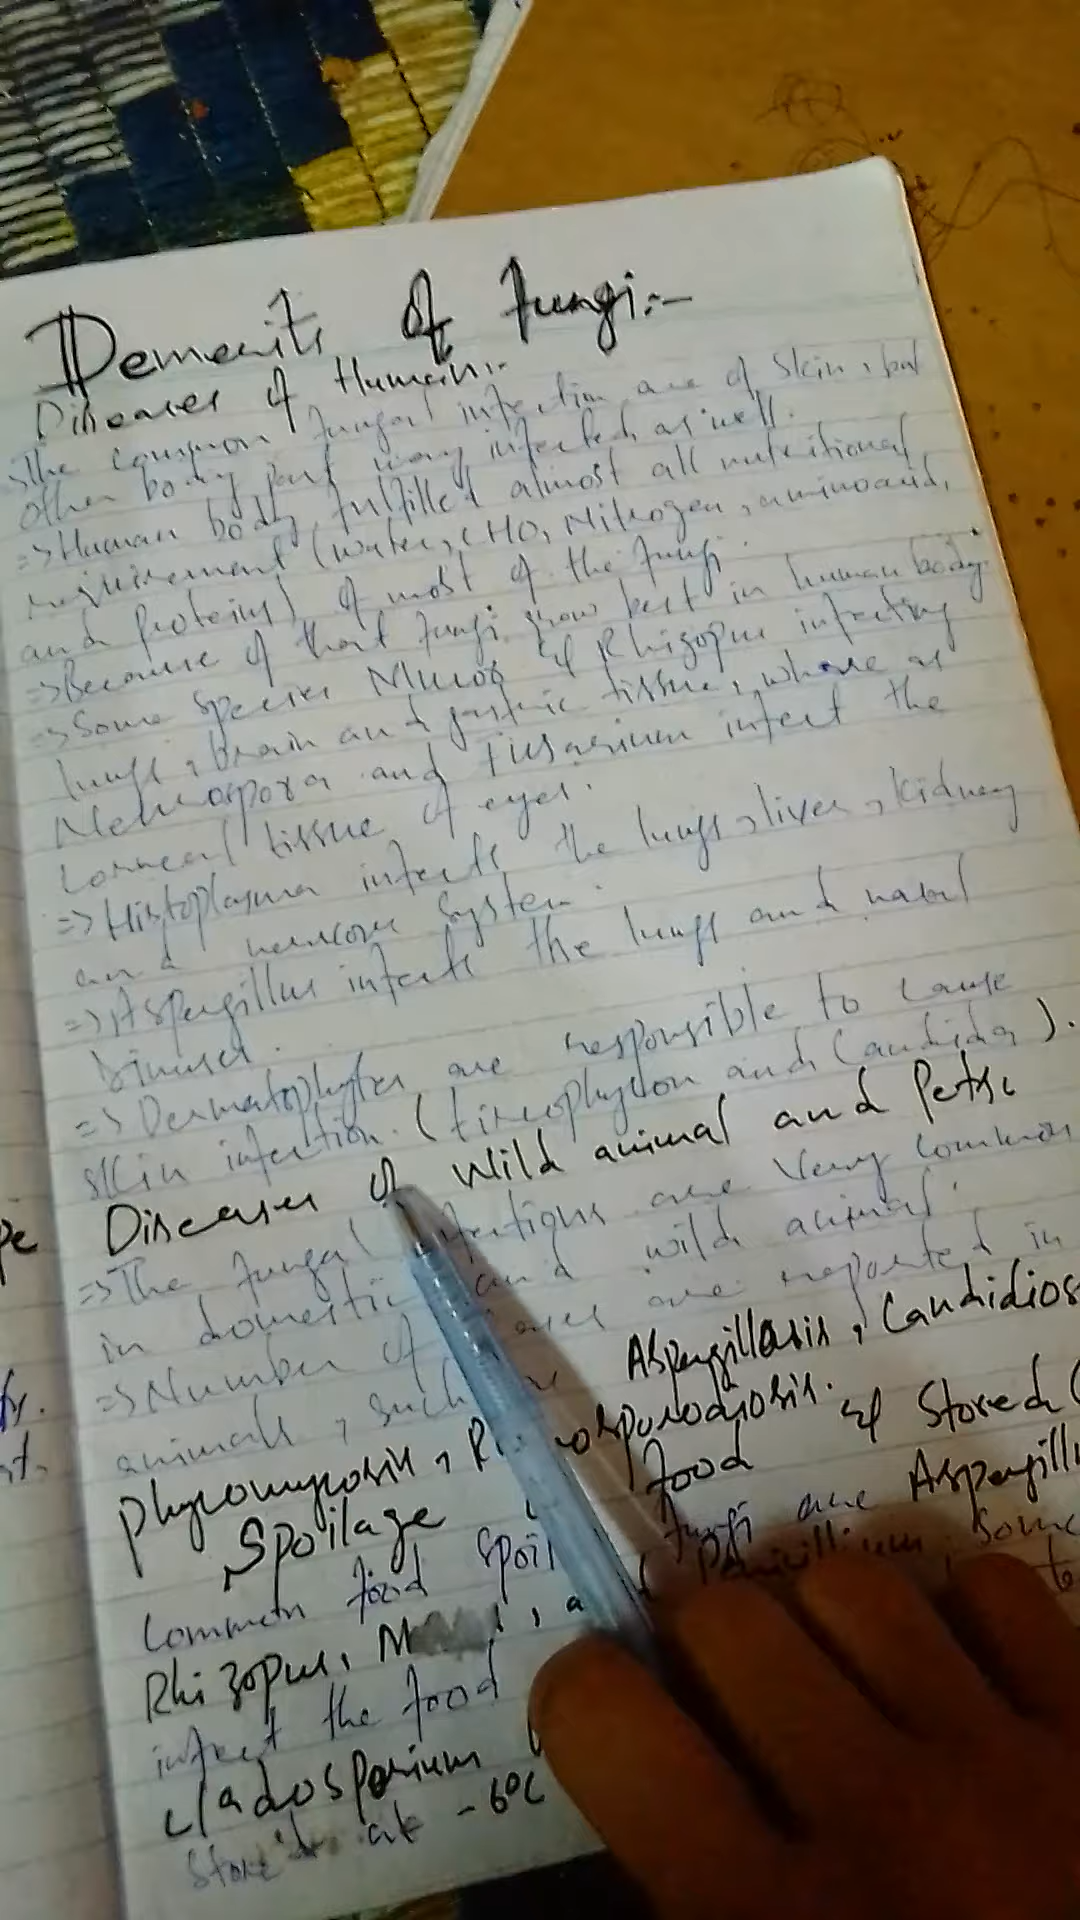 Demerits of Fungi:-
Diseases of Human:-
=> The common fungal infection are of skin, but
other body part may infected as well.
=> Human body fulfilled almost all nutritional
requirement (water, CHO, Nitrogen, aminoacid,
and proteins) of most of the fungi.
=> Because of that fungi grow best in human body.
=> Some species Mucor & Rhizopus infecting
lungs, brain and gastric tissue, where as
Neurospora and Fusarium infect the
corneal tissue of eyes.
=> Histoplasma infects the lungs, liver, kidney
and nervous system.
=> Aspergillus infects the lungs and nasal
sinuses.
=> Dermatophytes are responsible to cause
skin infection. ( and Candida).
Diseases of Wild animal and Pets:
=> The fungal are very common
in domestic and wild animal.
=> Number of are reported in
animals, such Aspergillosis,
Phycomycosis,
Spoilage food & Stored
Common food fungi are
Rhizopus, Penicillium, Some
infect the food
Cladosporium
at -6°C